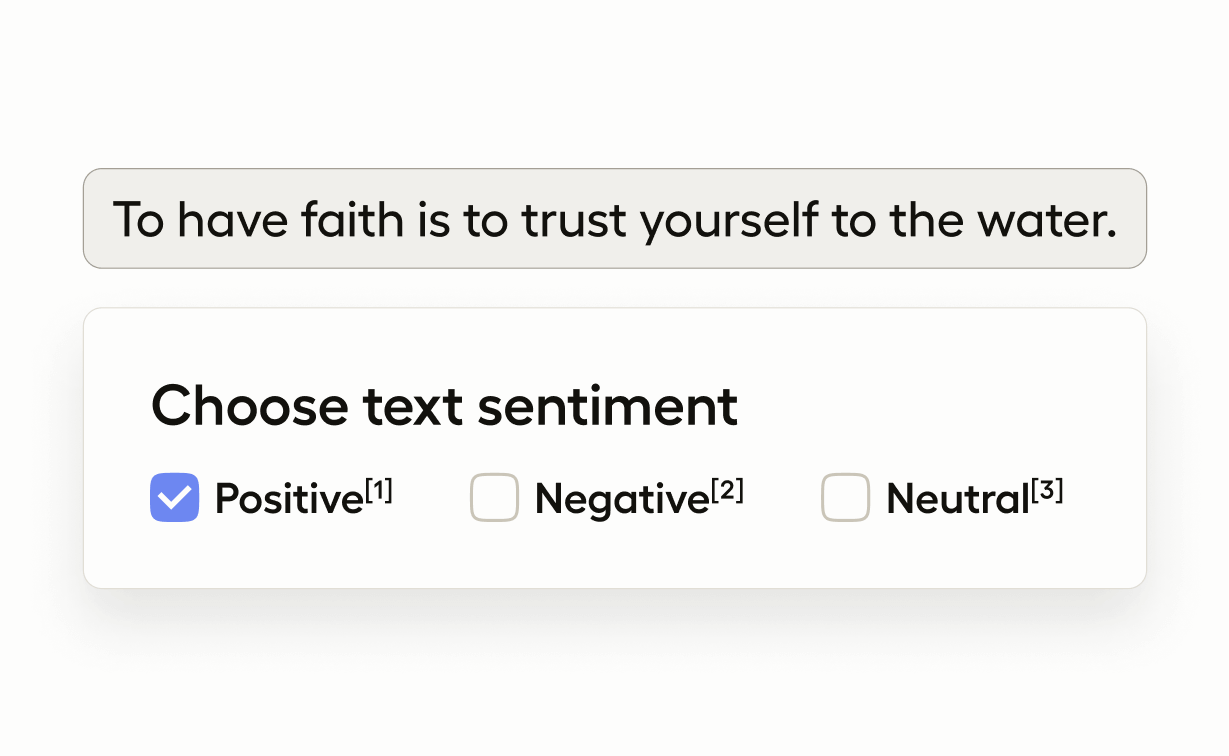 To have faith is to trust yourself to the water.
Choose text sentiment
Positive[1] Negative[2] Neutral[3]